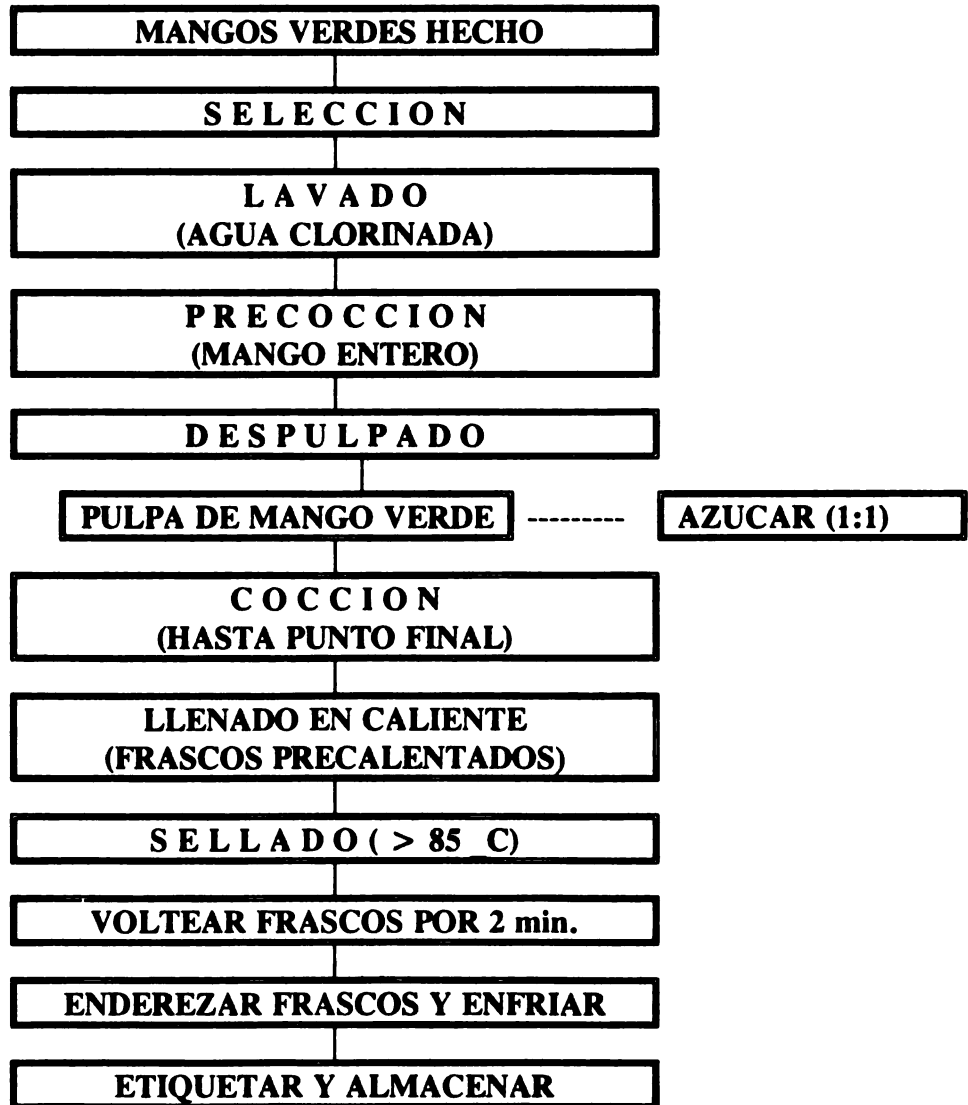 MANGOS VERDES HECHO
S E L E C C I O N
L A V A D O
(AGUA CLORINADA)
P R E C O C C I O N
(MANGO ENTERO)
D E S P U L P A D O
PULPA DE MANGO VERDE --------- AZUCAR (1:1)
C O C C I O N
(HASTA PUNTO FINAL)
LLENADO EN CALIENTE
(FRASCOS PRECALENTADOS)
S E L L A D O ( > 85 _C)
VOLTEAR FRASCOS POR 2 min.
ENDEREZAR FRASCOS Y ENFRIAR
ETIQUETAR Y ALMACENAR